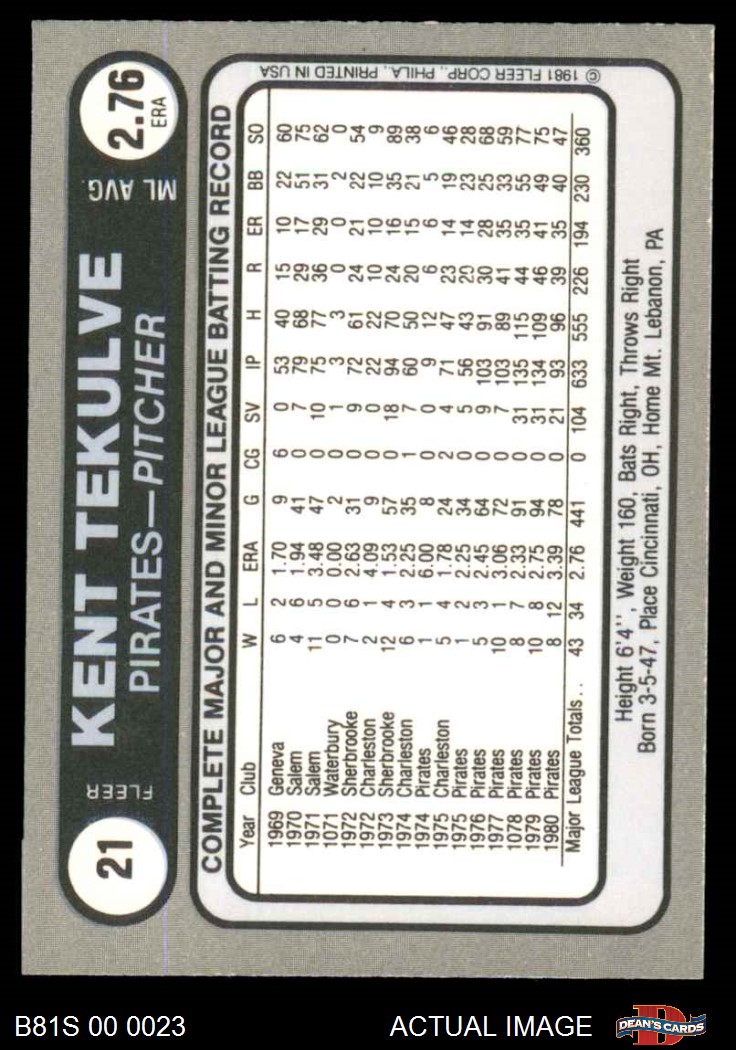 21
FLEER
KENT TEKULVE
PIRATES—PITCHER
ML AVG.
2.76
ERA
COMPLETE MAJOR AND MINOR LEAGUE BATTING RECORD
Year Club W L ERA G CG SV IP H R ER BB SO
1969 Geneva 6 2 1.70 9 6 0 53 40 15 10 22 60
1970 Salem 4 6 1.94 41 0 7 79 68 29 17 51 75
1971 Salem 11 5 3.48 47 0 10 75 77 36 29 31 62
1071 Waterbury 0 0 0.00 2 0 1 3 3 0 0 2 0
1972 Sherbrooke 7 6 2.63 31 0 9 72 61 24 21 22 54
1972 Charleston 2 1 4.09 9 0 0 22 22 10 10 10 9
1973 Sherbrooke 12 4 1.53 57 0 18 94 70 24 16 35 89
1974 Charleston 6 3 2.25 35 1 7 60 50 20 15 21 38
1974 Pirates 1 1 6.00 8 0 0 9 12 6 6 5 6
1975 Charleston 5 4 1.78 24 2 4 71 47 23 14 19 46
1975 Pirates 1 2 2.25 34 0 5 56 43 20 14 23 28
1976 Pirates 5 3 2.45 64 0 9 103 91 30 28 25 68
1977 Pirates 10 1 3.06 72 0 7 103 89 41 35 33 59
1078 Pirates 8 7 2.33 91 0 31 135 115 44 35 55 77
1979 Pirates 10 8 2.75 94 0 31 134 109 46 41 49 75
1980 Pirates 8 12 3.39 78 0 21 93 96 39 35 40 47
Major League Totals . . 43 34 2.76 441 0 104 633 555 226 194 230 360
Height 6'4'', Weight 160, Bats Right, Throws Right
Born 3-5-47, Place Cincinnati, OH, Home Mt. Lebanon, PA
© 1981 FLEER CORP., PHILA., PRINTED IN USA
B81S 00 0023
ACTUAL IMAGE
D
DEAN'S CARDS